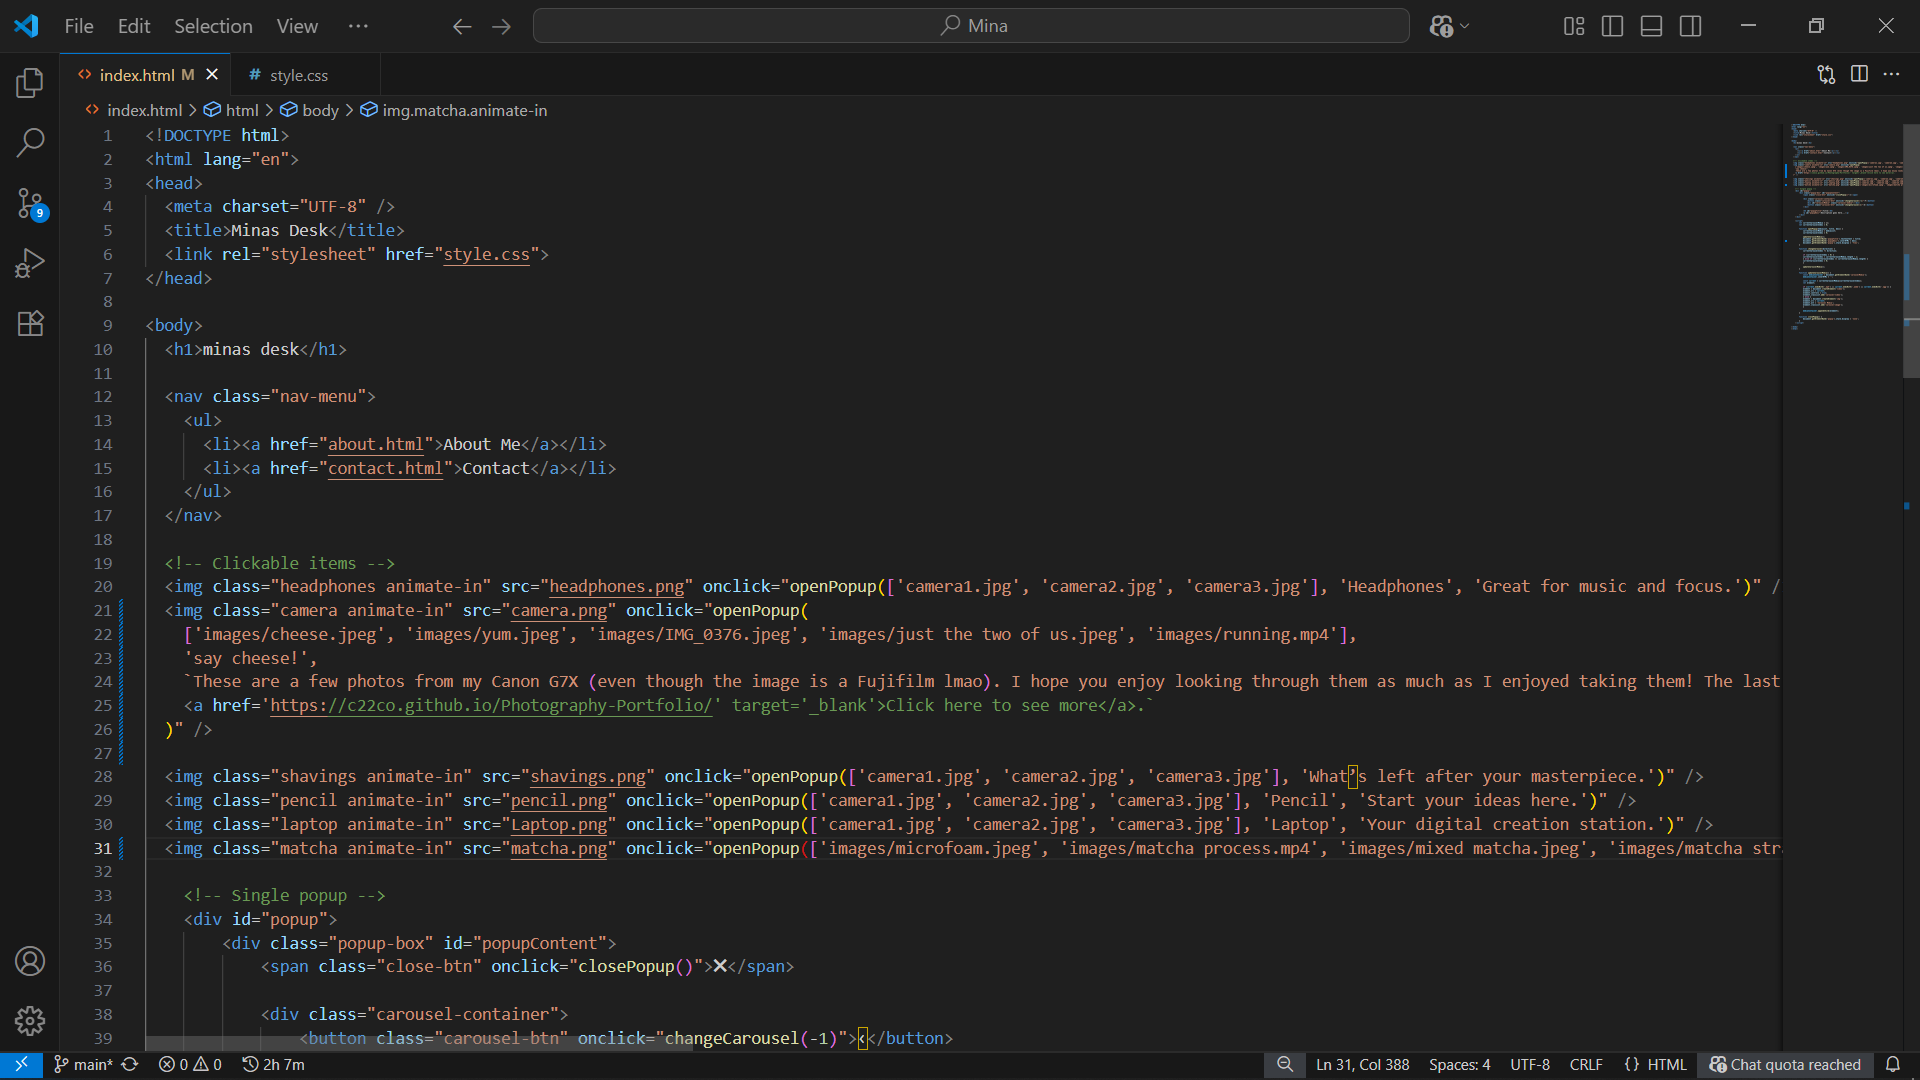 File Edit Selection View ··· Mina
index.html M style.css
index.html > html > body > img.matcha.animate-in
1 <!DOCTYPE html>
2 <html lang="en">
3 <head>
4 <meta charset="UTF-8" />
5 <title>Minas Desk</title>
6 <link rel="stylesheet" href="style.css">
7 </head>
8
9 <body>
10 <h1>minas desk</h1>
11
12 <nav class="nav-menu">
13 <ul>
14 <li><a href="about.html">About Me</a></li>
15 <li><a href="contact.html">Contact</a></li>
16 </ul>
17 </nav>
18
19 <!-- Clickable items -->
20 <img class="headphones animate-in" src="headphones.png" onclick="openPopup(['camera1.jpg', 'camera2.jpg', 'camera3.jpg'], 'Headphones', 'Great for music and focus.')" /
21 <img class="camera animate-in" src="camera.png" onclick="openPopup(
22 ['images/cheese.jpeg', 'images/yum.jpeg', 'images/IMG_0376.jpeg', 'images/just the two of us.jpeg', 'images/running.mp4'],
23 'say cheese!',
24 `These are a few photos from my Canon G7X (even though the image is a Fujifilm lmao). I hope you enjoy looking through them as much as I enjoyed taking them! The last
25 <a href='https://c22co.github.io/Photography-Portfolio/' target='_blank'>Click here to see more</a>.`
26 )" />
27
28 <img class="shavings animate-in" src="shavings.png" onclick="openPopup(['camera1.jpg', 'camera2.jpg', 'camera3.jpg'], 'What’s left after your masterpiece.')" />
29 <img class="pencil animate-in" src="pencil.png" onclick="openPopup(['camera1.jpg', 'camera2.jpg', 'camera3.jpg'], 'Pencil', 'Start your ideas here.')" />
30 <img class="laptop animate-in" src="Laptop.png" onclick="openPopup(['camera1.jpg', 'camera2.jpg', 'camera3.jpg'], 'Laptop', 'Your digital creation station.')" />
31 <img class="matcha animate-in" src="matcha.png" onclick="openPopup(['images/microfoam.jpeg', 'images/matcha process.mp4', 'images/mixed matcha.jpeg', 'images/matcha str
32
33 <!-- Single popup -->
34 <div id="popup">
35 <div class="popup-box" id="popupContent">
36 <span class="close-btn" onclick="closePopup()">❌</span>
37
38 <div class="carousel-container">
39 <button class="carousel-btn" onclick="changeCarousel(-1)">‹</button>
9
main* 0 0 2h 7m Ln 31, Col 388 Spaces: 4 UTF-8 CRLF {} HTML Chat quota reached